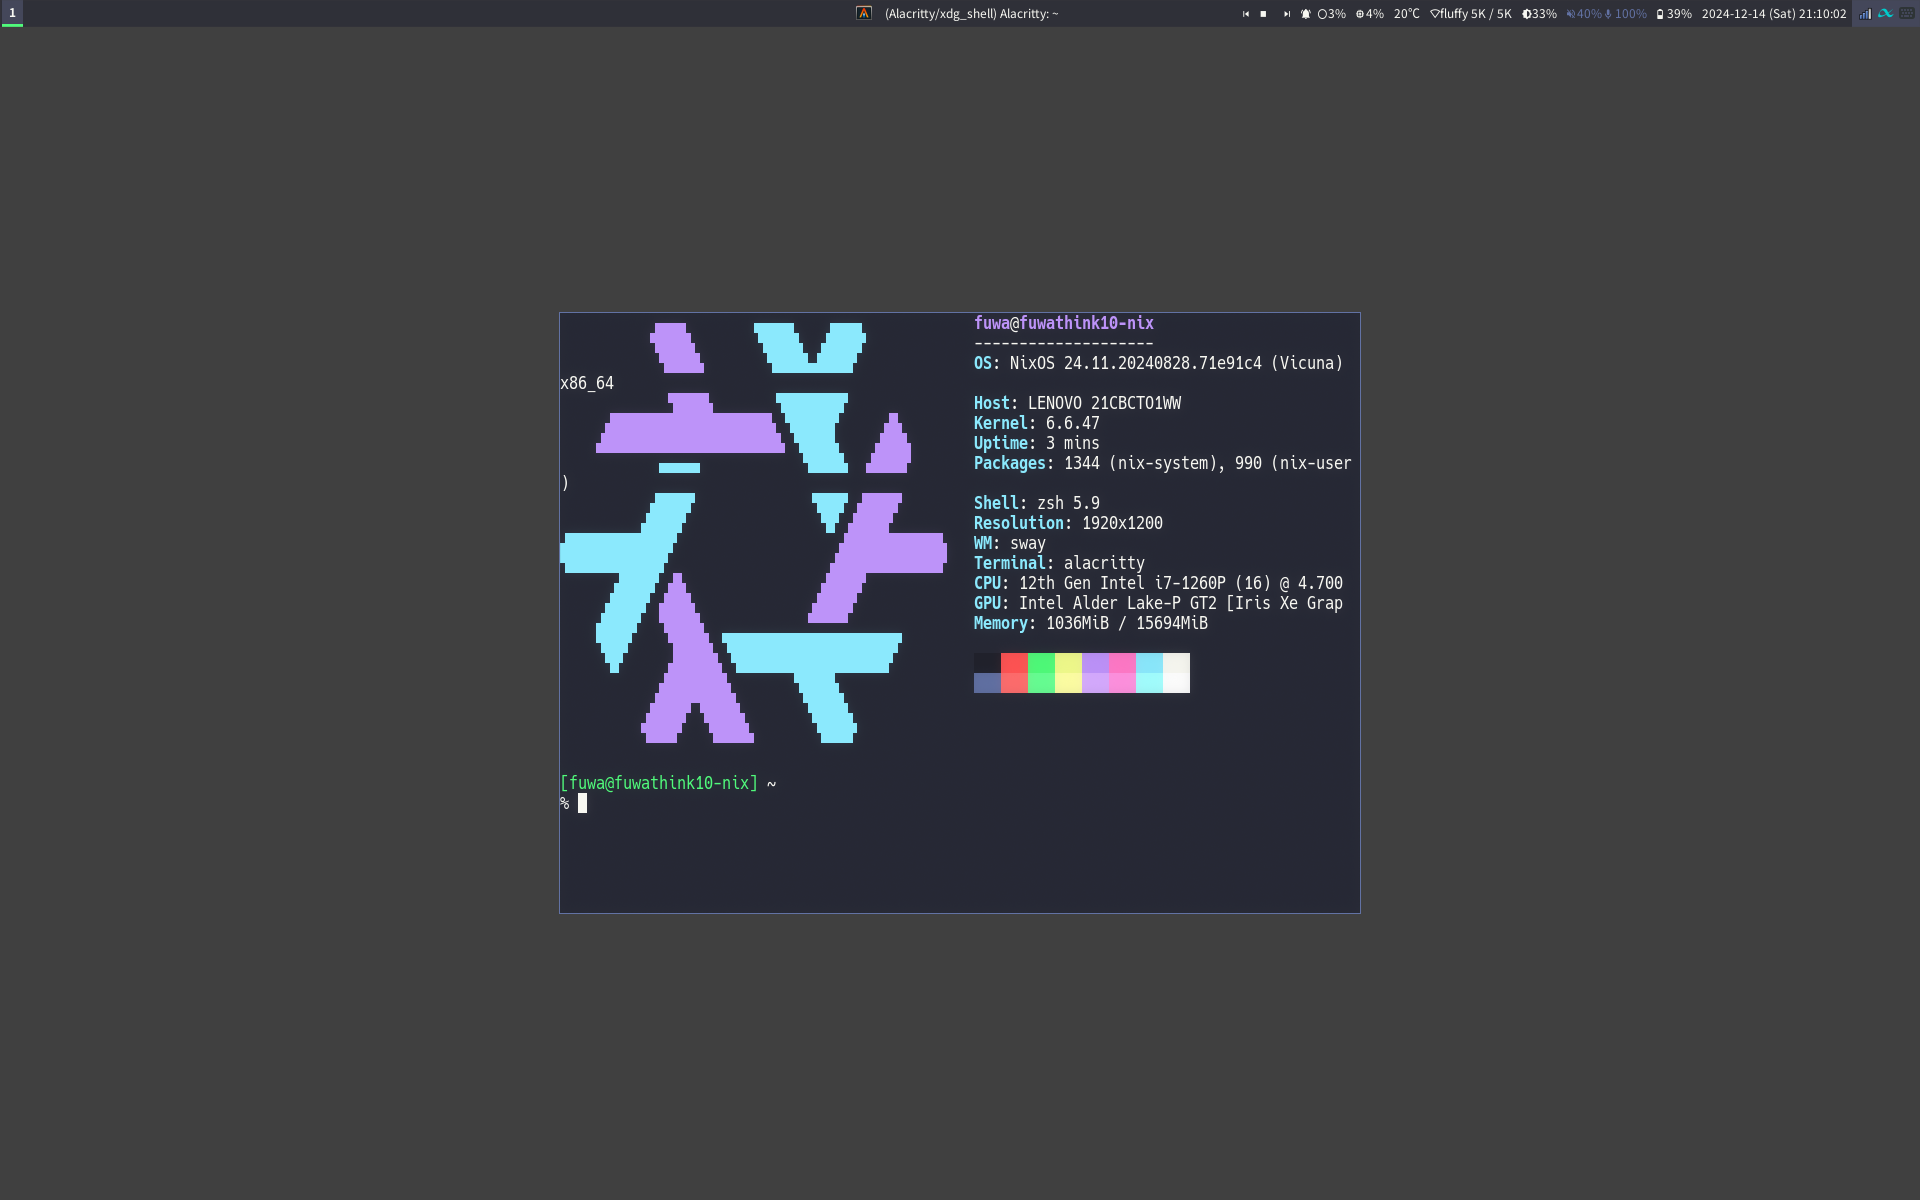 1
(Alacritty/xdg_shell) Alacritty: ~
3% 4% 20°C fluffy 5K / 5K 33% 40% 100% 39% 2024-12-14 (Sat) 21:10:02
fuwa@fuwathink10-nix
--------------------
OS: NixOS 24.11.20240828.71e91c4 (Vicuna)
x86_64
Host: LENOVO 21CBCTO1WW
Kernel: 6.6.47
Uptime: 3 mins
Packages: 1344 (nix-system), 990 (nix-user
)
Shell: zsh 5.9
Resolution: 1920x1200
WM: sway
Terminal: alacritty
CPU: 12th Gen Intel i7-1260P (16) @ 4.700
GPU: Intel Alder Lake-P GT2 [Iris Xe Grap
Memory: 1036MiB / 15694MiB
[fuwa@fuwathink10-nix] ~
%